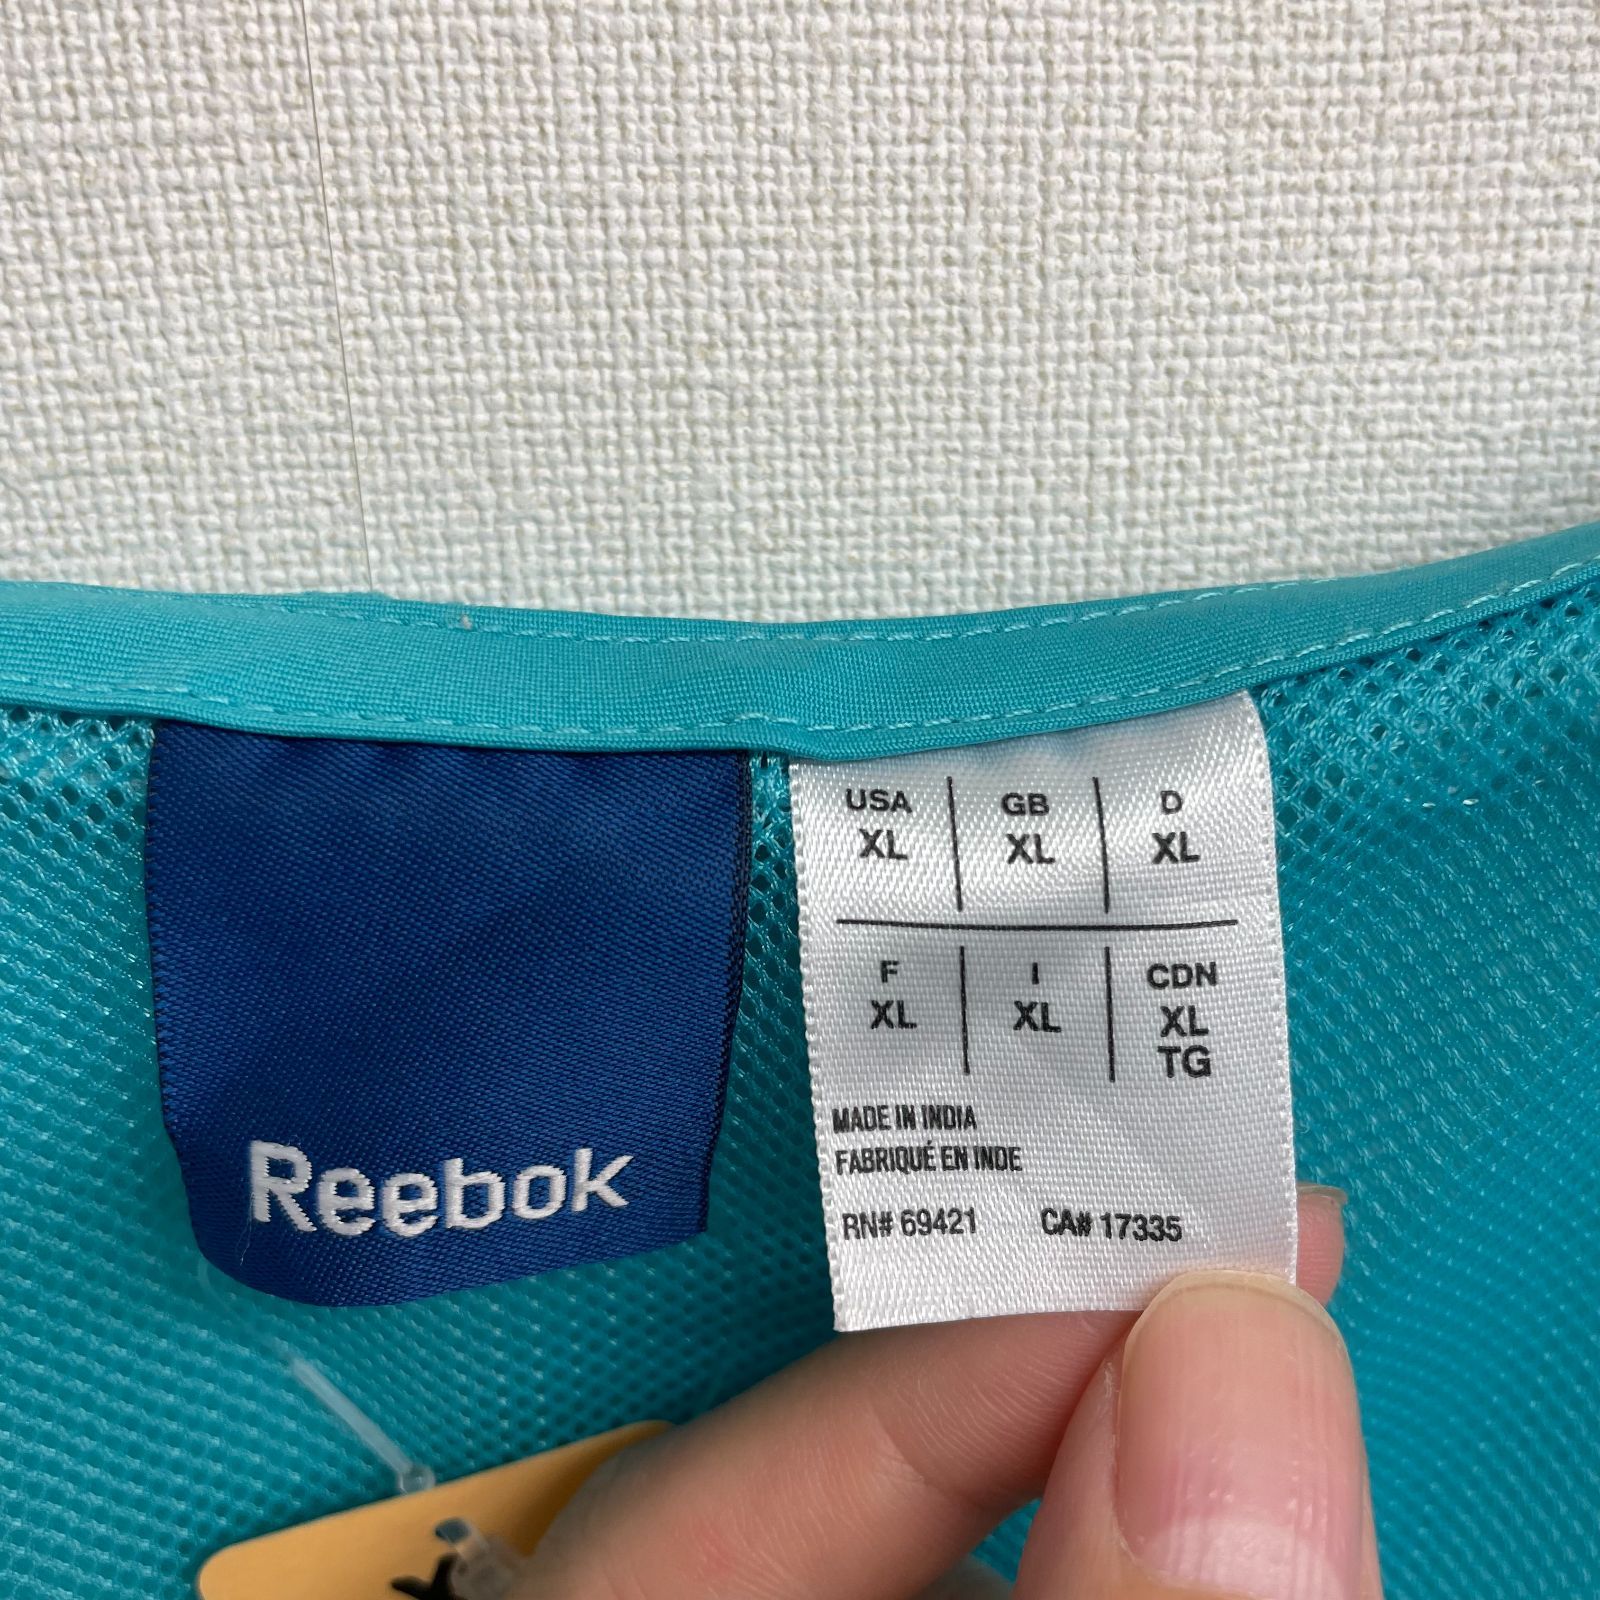 Reebok
USA GB D
XL XL XL
F I CDN
XL XL XL
TG
MADE IN INDIA
FABRIQUÉ EN INDE
RN# 69421 CA# 17335